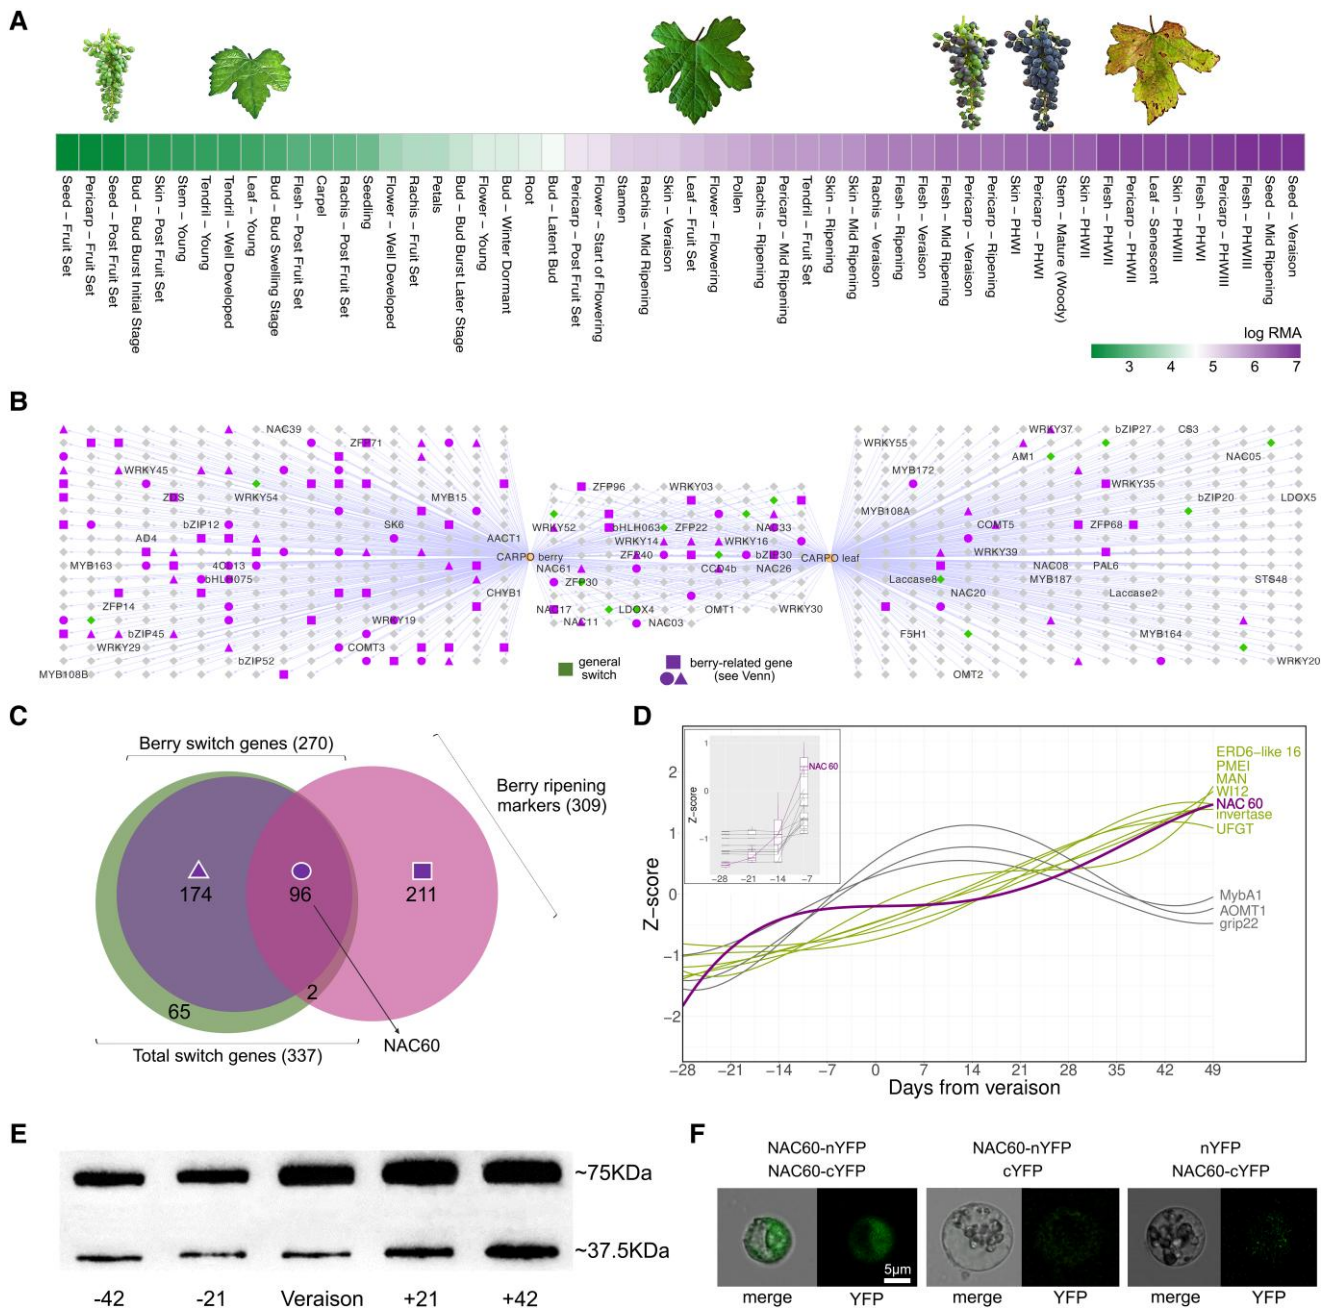 A
Seed – Fruit Set
Pericarp – Fruit Set
Seed – Post Fruit Set
Bud – Bud Burst Initial Stage
Skin – Post Fruit Set
Stem – Young
Tendril – Young
Tendril – Well Developed
Leaf – Young
Bud – Bud Swelling Stage
Flesh – Post Fruit Set
Carpel
Rachis – Post Fruit Set
Seedling
Flower – Well Developed
Rachis – Fruit Set
Petals
Bud – Bud Burst Later Stage
Flower – Young
Bud – Winter Dormant
Root
Bud – Latent Bud
Pericarp – Post Fruit Set
Flower – Start of Flowering
Stamen
Rachis – Mid Ripening
Skin – Veraison
Leaf – Fruit Set
Flower – Flowering
Pollen
Rachis – Ripening
Pericarp – Mid Ripening
Tendril – Fruit Set
Skin – Ripening
Skin – Mid Ripening
Rachis – Veraison
Flesh – Ripening
Flesh – Veraison
Flesh – Mid Ripening
Pericarp – Veraison
Pericarp – Ripening
Skin – PHWI
Pericarp – PHWI
Stem – Mature (Woody)
Skin – PHWII
Flesh – PHWII
Pericarp – PHWII
Leaf – Senescent
Skin – PHWIII
Flesh – PHWI
Pericarp – PHWIII
Flesh – PHWIII
Seed – Mid Ripening
Seed – Veraison
log RMA
3 4 5 6 7
B
NAC39
ZFP71
WRKY45
ZDS
WRKY54
MYB15
bZIP12
SK6
AD4
AACT1
CARPO berry
MYB163
4Cl13
bHLH075
CHYB1
ZFP14
WRKY19
bZIP45
WRKY29
COMT3
bZIP52
MYB108B
ZFP96
WRKY03
WRKY52
bHLH063
ZFP22
NAC33
WRKY14
WRKY16
ZFP40
bZIP30
NAC61
CCD4b
NAC26
ZFP30
NAC17
LDOX4
OMT1
WRKY30
NAC11
NAC03
CARPO leaf
WRKY37
bZIP27
CS3
WRKY55
AM1
NAC05
MYB172
WRKY35
bZIP20
LDOX5
MYB108A
COMT5
ZFP68
WRKY39
NAC08
PAL6
Laccase8
MYB187
STS48
NAC20
Laccase2
F5H1
MYB164
WRKY20
OMT2
general
switch
berry-related gene
(see Venn)
C
Berry switch genes (270)
Berry ripening
markers (309)
174
96
211
65
2
NAC60
Total switch genes (337)
D
Z−score
2
1
0
−1
−2
−28 −21 −14 −7 0 7 14 21 28 35 42 49
Days from veraison
Z−score
1
0
−1
−28 −21 −14 −7
NAC 60
ERD6-like 16
PMEI
MAN
WI12
NAC 60
invertase
UFGT
MybA1
AOMT1
grip22
E
~75KDa
~37.5KDa
-42 -21 Veraison +21 +42
F
NAC60-nYFP
NAC60-cYFP
NAC60-nYFP
cYFP
nYFP
NAC60-cYFP
5µm
merge YFP merge YFP merge YFP